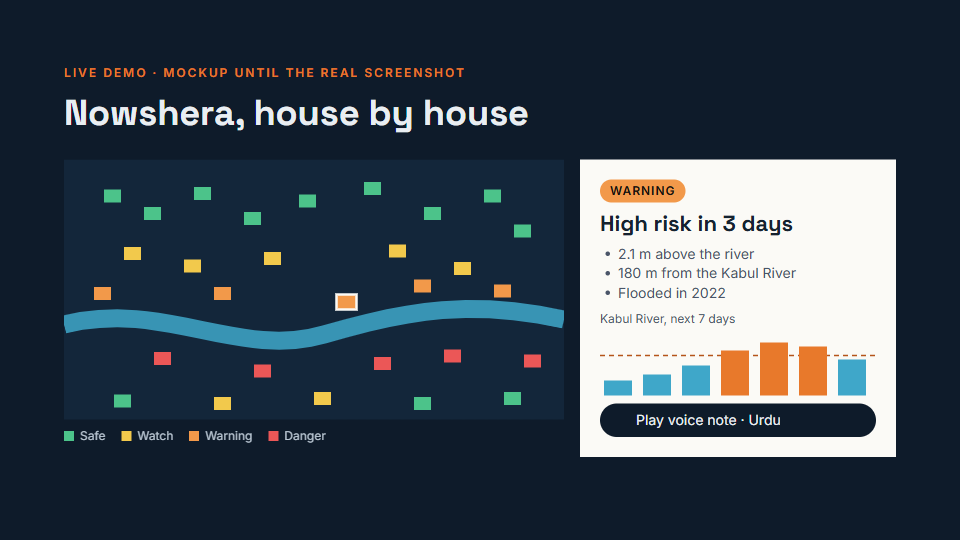 LIVE DEMO · MOCKUP UNTIL THE REAL SCREENSHOT
Nowshera, house by house
WARNING
High risk in 3 days
• 2.1 m above the river
• 180 m from the Kabul River
• Flooded in 2022
Kabul River, next 7 days
Play voice note · Urdu
Safe
Watch
Warning
Danger